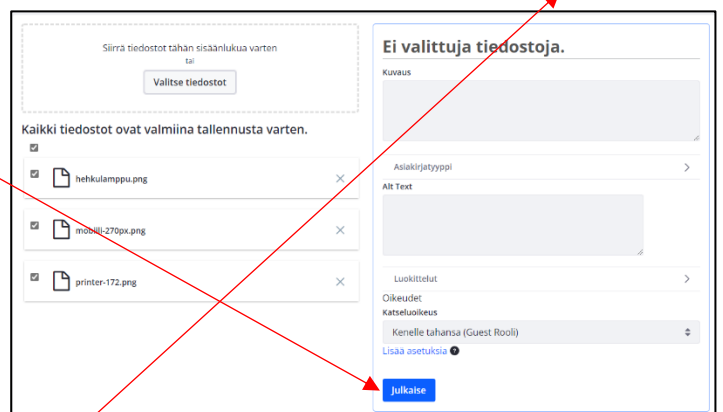 Siirrä tiedostot tähän sisäänlukua varten
tai
Valitse tiedostot
Kaikki tiedostot ovat valmiina tallennusta varten.
hehkulamppu.png
mobiili-270px.png
printer-172.png
Ei valittuja tiedostoja.
Kuvaus
Asiakirjatyyppi
Alt Text
Luokittelut
Oikeudet
Katseluoikeus
Kenelle tahansa (Guest Rooli)
Lisää asetuksia ?
Julkaise